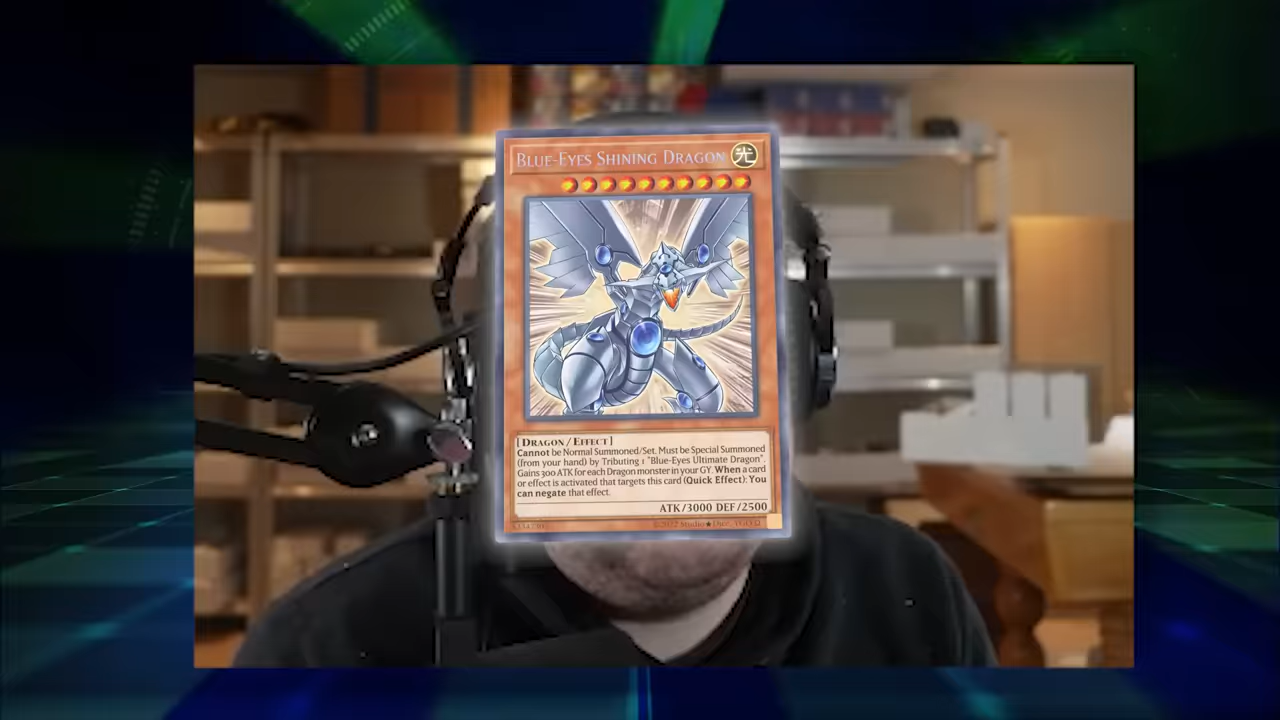 Blue-Eyes Shining Dragon
光
[Dragon/Effect]
Cannot be Normal Summoned/Set. Must be Special Summoned
(from your hand) by Tributing 1 "Blue-Eyes Ultimate Dragon".
Gains 300 ATK for each Dragon monster in your GY. When a card
or effect is activated that targets this card (Quick Effect): You
can negate that effect.
ATK/3000 DEF/2500